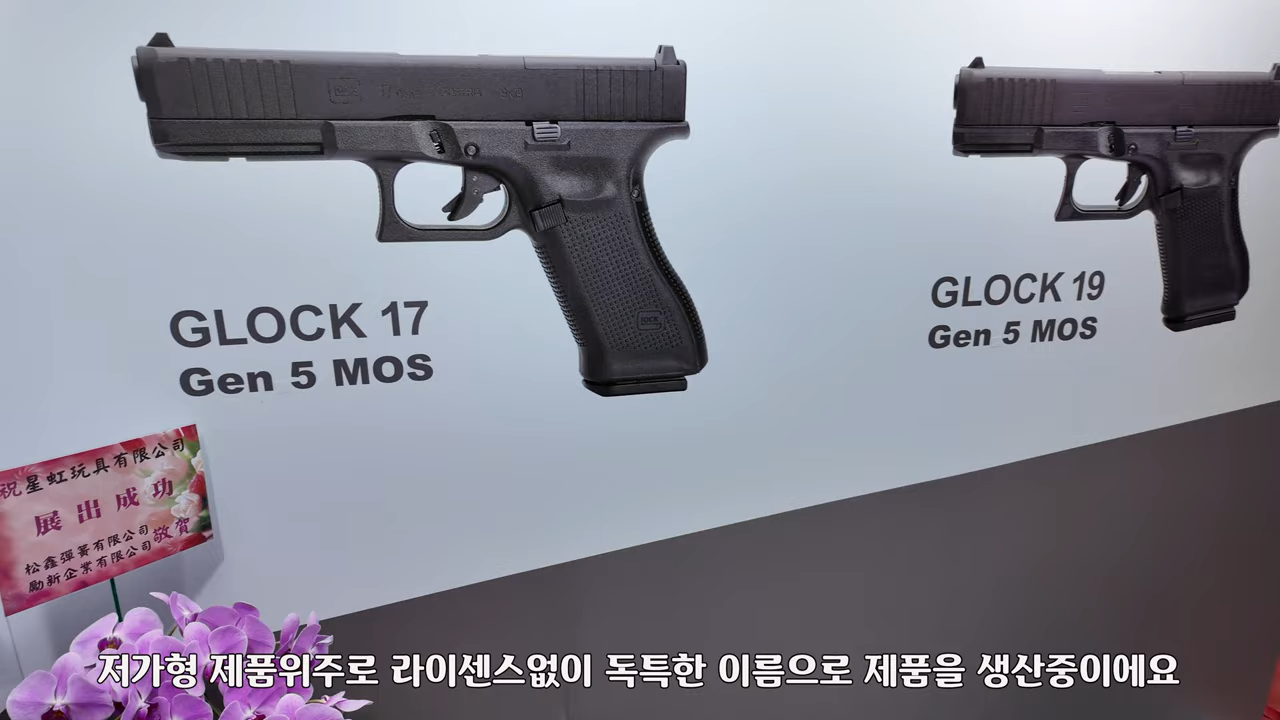 GLOCK 17
Gen 5 MOS
GLOCK 19
Gen 5 MOS
祝星虹玩具有限公司
展出成功
松鑫彈簧有限公司
勵新企業有限公司
敬賀
저가형 제품위주로 라이센스없이 독특한 이름으로 제품을 생산중이에요